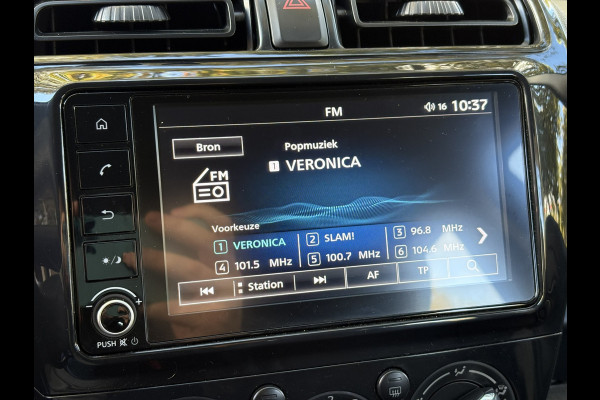 FM
16 10:37
Bron
Popmuziek
1 VERONICA
FM
Voorkeuze
1 VERONICA 2 SLAM! 3 96.8 MHz
4 101.5 MHz 5 100.7 MHz 6 104.6 MHz
Station AF TP
PUSH